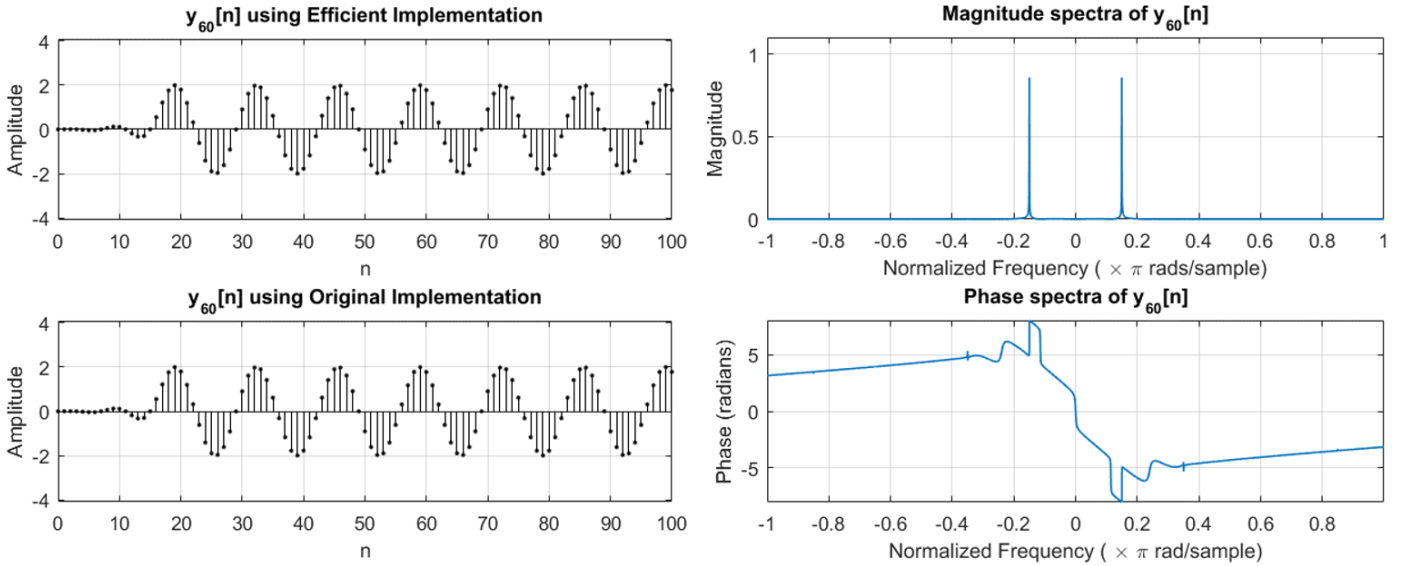 y60[n] using Efficient Implementation
4
2
0
-2
-4
Amplitude
0 10 20 30 40 50 60 70 80 90 100
n
Magnitude spectra of y60[n]
1
0.5
0
Magnitude
-1 -0.8 -0.6 -0.4 -0.2 0 0.2 0.4 0.6 0.8 1
Normalized Frequency ( × π rads/sample)
y60[n] using Original Implementation
4
2
0
-2
-4
Amplitude
0 10 20 30 40 50 60 70 80 90 100
n
Phase spectra of y60[n]
5
0
-5
Phase (radians)
-1 -0.8 -0.6 -0.4 -0.2 0 0.2 0.4 0.6 0.8
Normalized Frequency ( × π rad/sample)